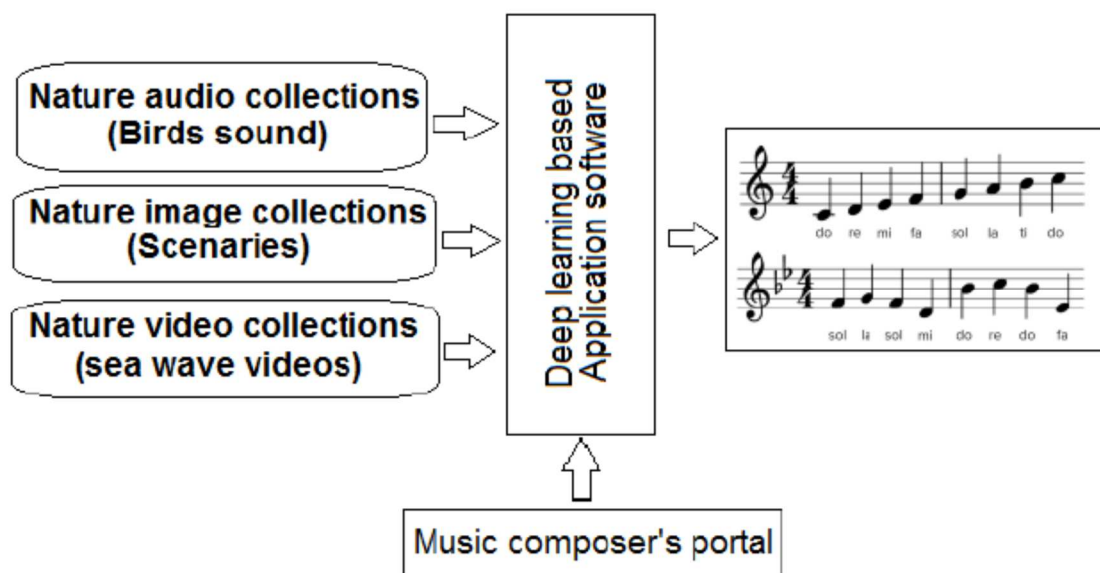 Nature audio collections
(Birds sound)
Nature image collections
(Scenaries)
Nature video collections
(sea wave videos)
Deep learning based
Application software
4
4
do re mi fa sol la ti do
4
4
sol la sol mi do re do fa
Music composer's portal